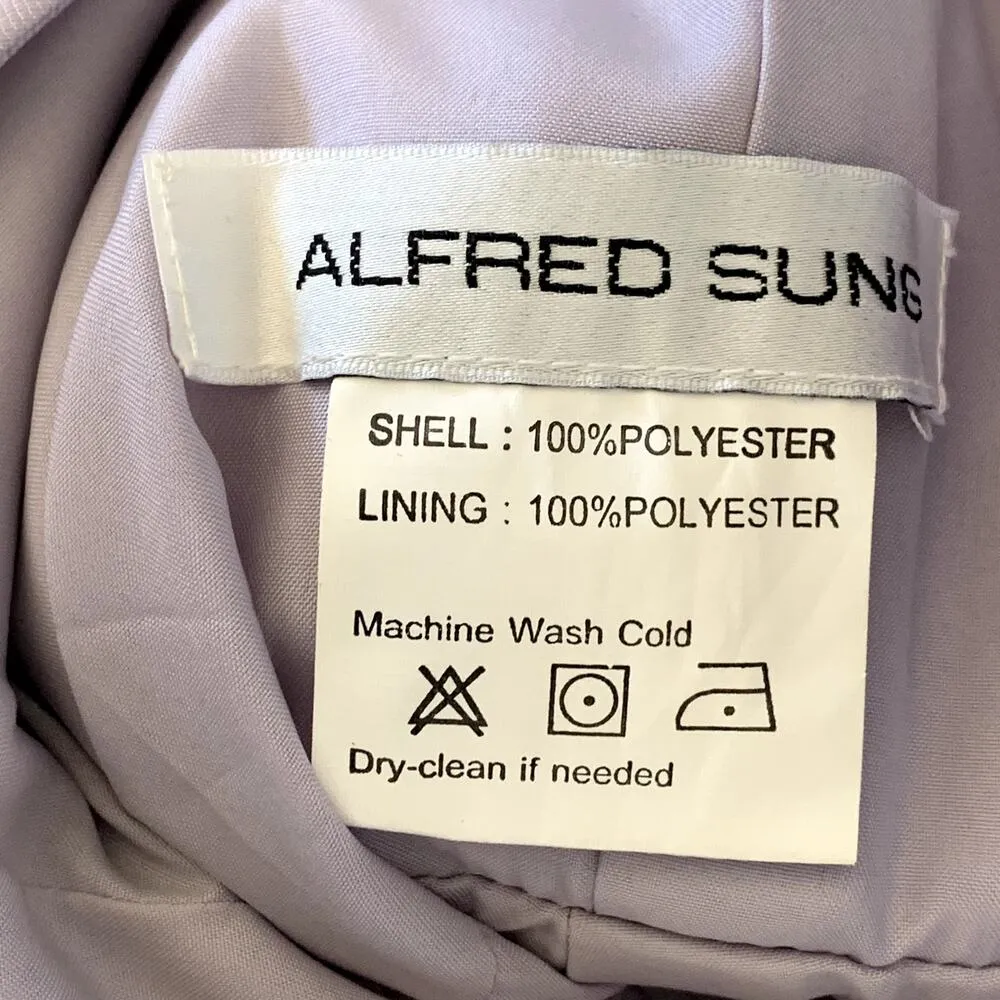 ALFRED SUNG
SHELL : 100%POLYESTER
LINING : 100%POLYESTER
Machine Wash Cold
Dry-clean if needed